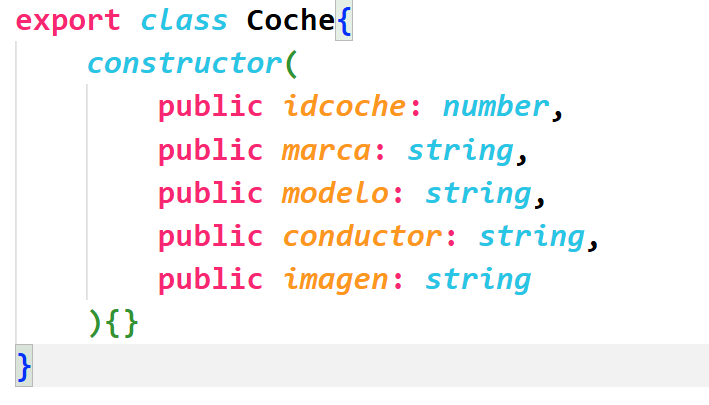 export class Coche{
    constructor(
        public idcoche: number,
        public marca: string,
        public modelo: string,
        public conductor: string,
        public imagen: string
    ){}
}